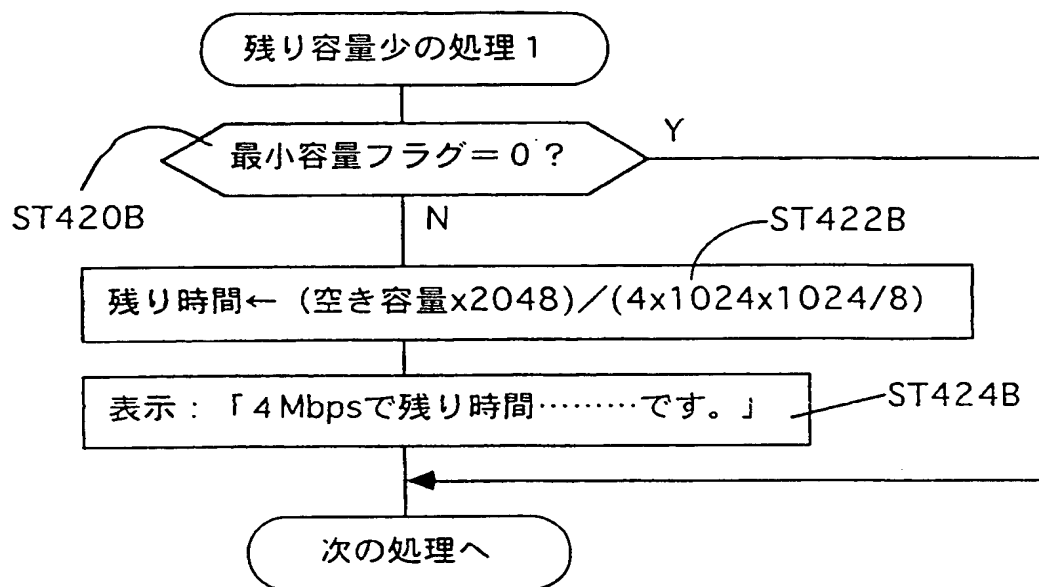 残り容量少の処理1
最小容量フラグ=0?
Y
ST420B
N
ST422B
残り時間←(空き容量x2048)/(4x1024x1024/8)
表示:「4Mbpsで残り時間………です。」
ST424B
次の処理へ